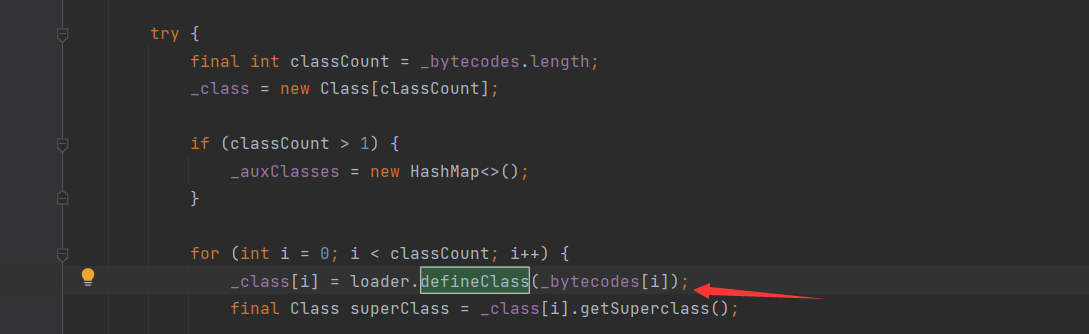 try {
final int classCount = _bytecodes.length;
_class = new Class[classCount];
if (classCount > 1) {
_auxClasses = new HashMap<>();
}
for (int i = 0; i < classCount; i++) {
_class[i] = loader.defineClass(_bytecodes[i]);
final Class superClass = _class[i].getSuperclass();